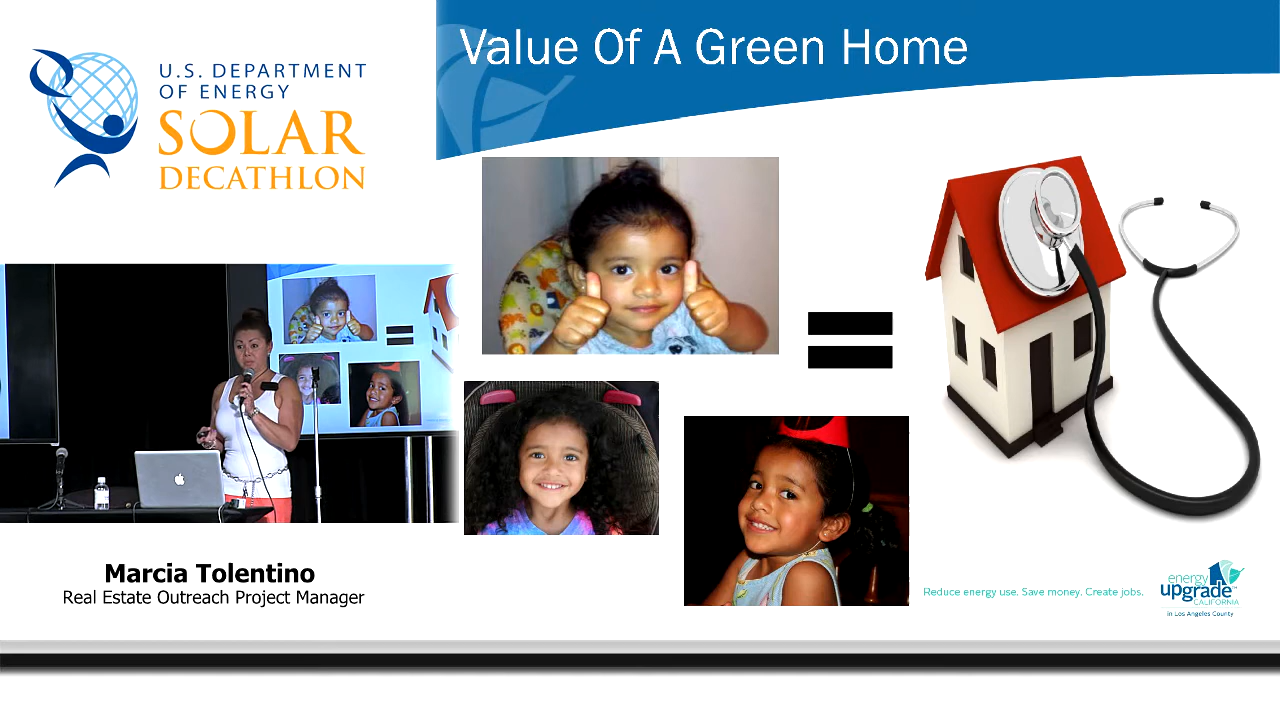 U.S. DEPARTMENT
OF ENERGY
SOLAR
DECATHLON
Value Of A Green Home
Marcia Tolentino
Real Estate Outreach Project Manager
Reduce energy use. Save money. Create jobs.
energy
upgrade™
CALIFORNIA
in Los Angeles County